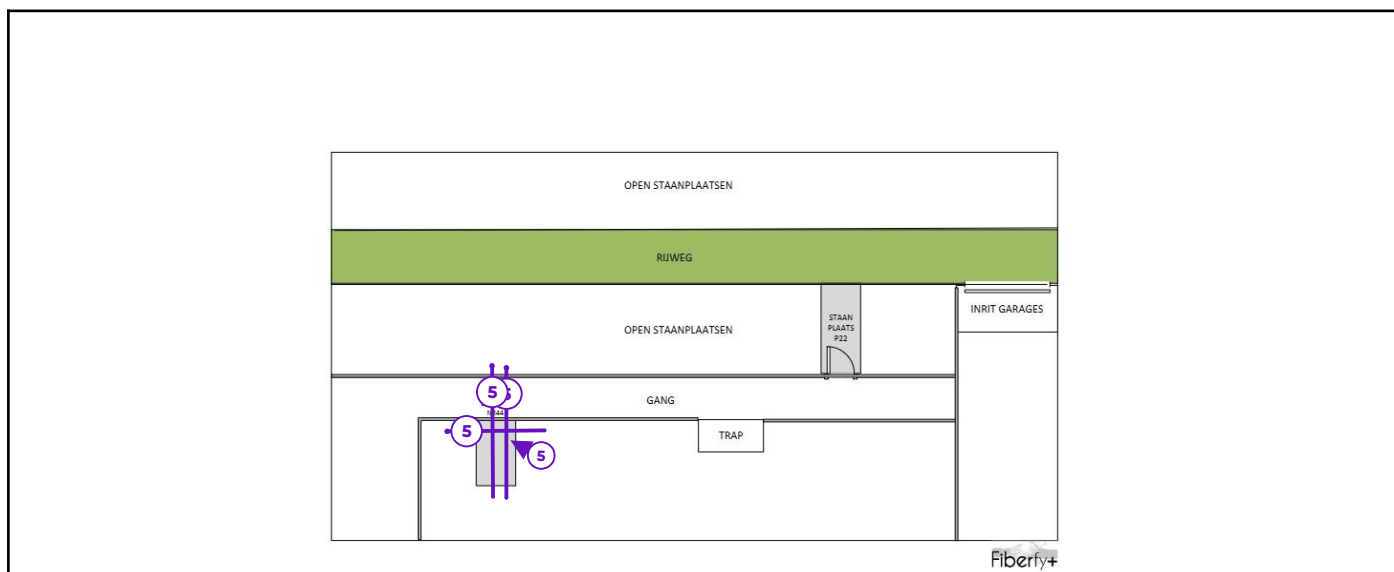 OPEN STAANPLAATSEN
RIJWEG
INRIT GARAGES
STAAN
PLAATS
P22
OPEN STAANPLAATSEN
5
GANG
5
TRAP
5
Fiberfy+